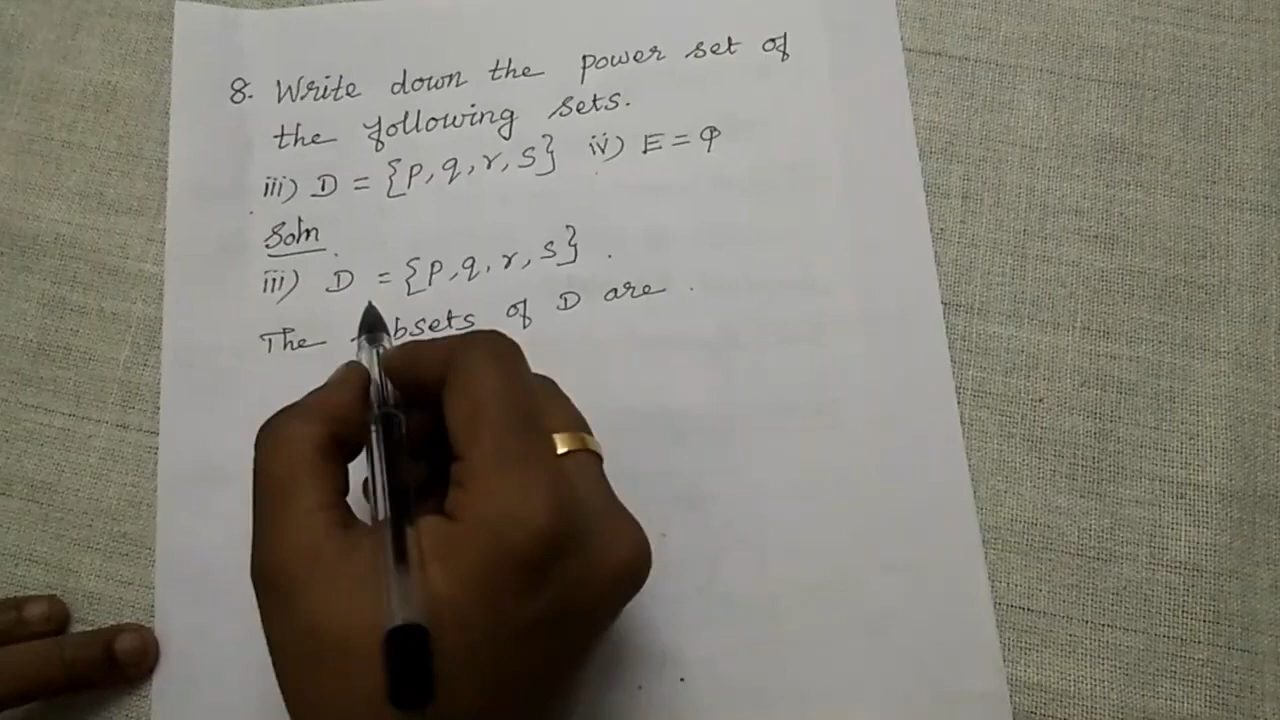 8. Write down the power set of
the following sets.
iii) D = {p, q, r, s} iv) E = φ
Soln
iii) D = {p, q, r, s}.
The subsets of D are